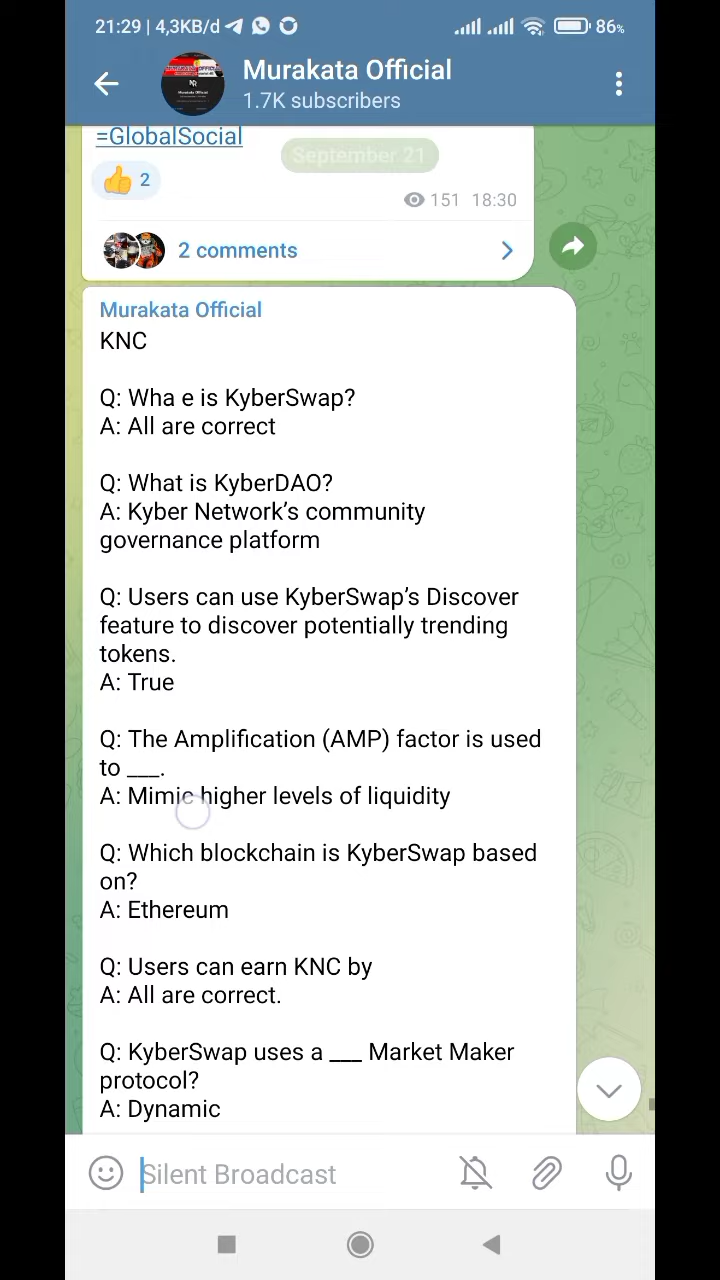 21:29 | 4,3KB/d
86%
Murakata Official
1.7K subscribers
=GlobalSocial
September 21
2
151 18:30
2 comments
Murakata Official
KNC
Q: Wha e is KyberSwap?
A: All are correct
Q: What is KyberDAO?
A: Kyber Network’s community
governance platform
Q: Users can use KyberSwap’s Discover
feature to discover potentially trending
tokens.
A: True
Q: The Amplification (AMP) factor is used
to ___.
A: Mimic higher levels of liquidity
Q: Which blockchain is KyberSwap based
on?
A: Ethereum
Q: Users can earn KNC by
A: All are correct.
Q: KyberSwap uses a ___ Market Maker
protocol?
A: Dynamic
Silent Broadcast